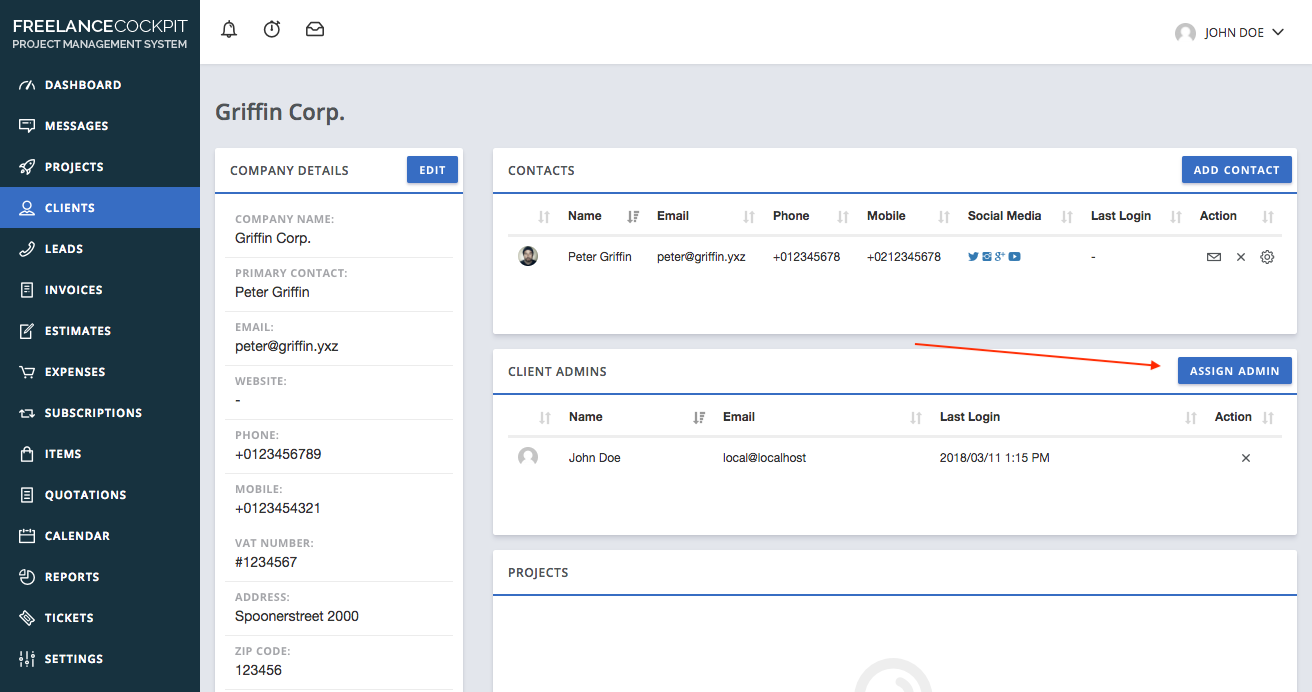 FREELANCECOCKPIT
PROJECT MANAGEMENT SYSTEM
JOHN DOE
DASHBOARD
MESSAGES
PROJECTS
CLIENTS
LEADS
INVOICES
ESTIMATES
EXPENSES
SUBSCRIPTIONS
ITEMS
QUOTATIONS
CALENDAR
REPORTS
TICKETS
SETTINGS
Griffin Corp.
COMPANY DETAILS EDIT
COMPANY NAME:
Griffin Corp.
PRIMARY CONTACT:
Peter Griffin
EMAIL:
peter@griffin.yxz
WEBSITE:
-
PHONE:
+0123456789
MOBILE:
+0123454321
VAT NUMBER:
#1234567
ADDRESS:
Spoonerstreet 2000
ZIP CODE:
123456
CONTACTS ADD CONTACT
Name Email Phone Mobile Social Media Last Login Action
Peter Griffin peter@griffin.yxz +012345678 +0212345678 -
CLIENT ADMINS ASSIGN ADMIN
Name Email Last Login Action
John Doe local@localhost 2018/03/11 1:15 PM
PROJECTS